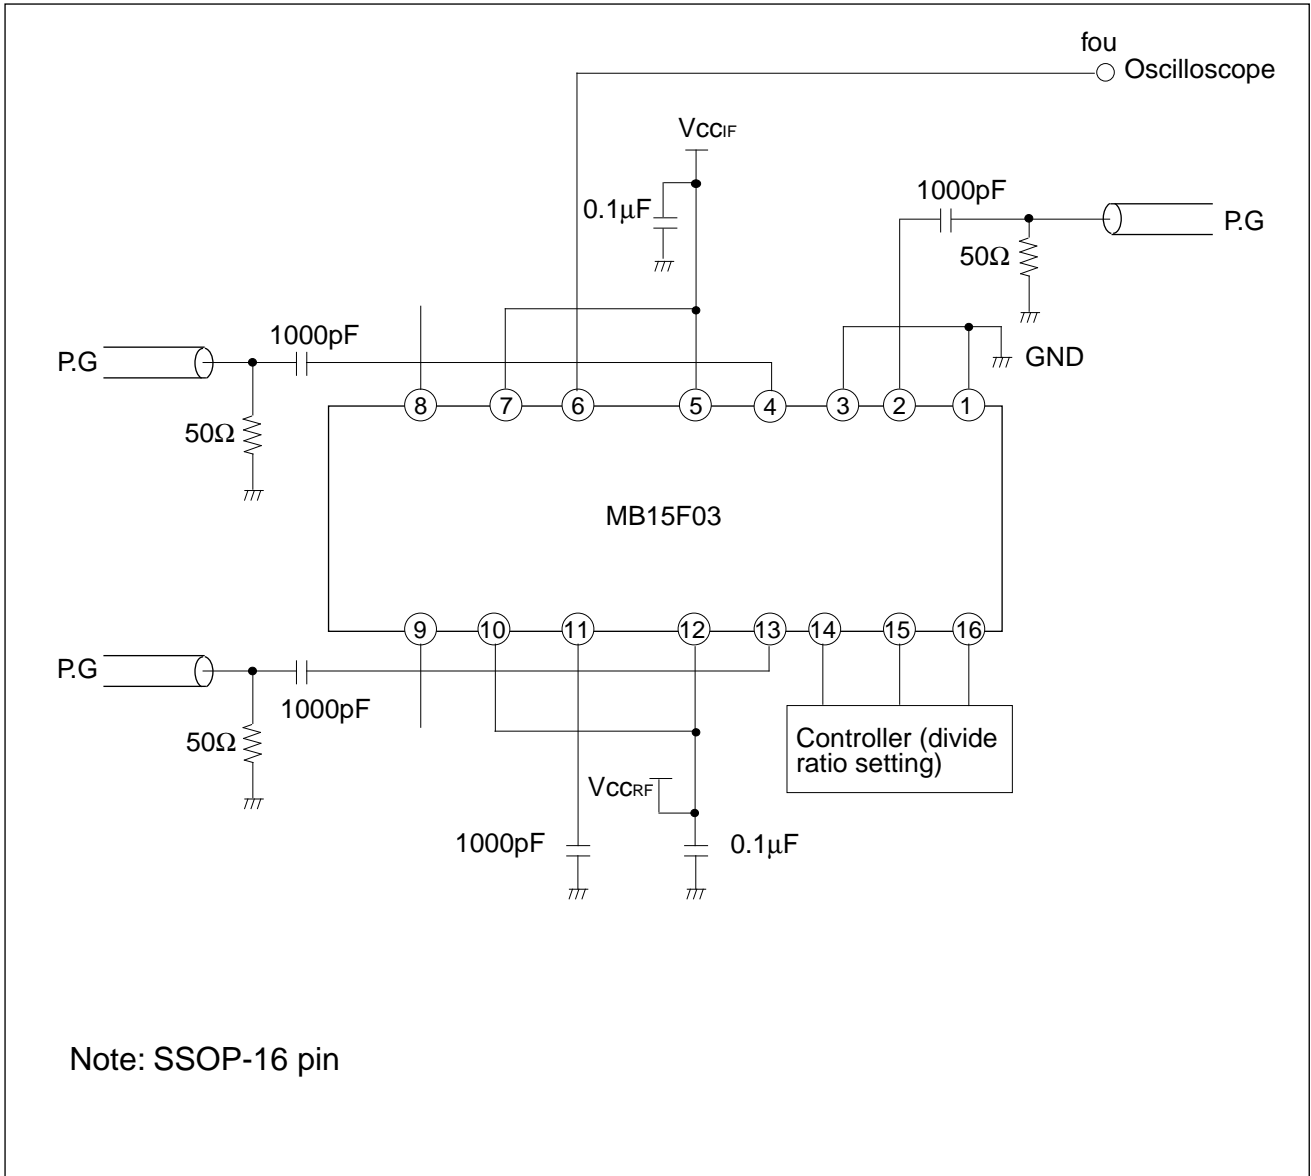 fou
Oscilloscope
VccIF
0.1µF
1000pF
P.G
50Ω
1000pF
P.G
GND
50Ω
8 7 6 5 4 3 2 1
MB15F03
9 10 11 12 13 14 15 16
P.G
1000pF
50Ω
Controller (divide
ratio setting)
VccRF
1000pF
0.1µF
Note: SSOP-16 pin